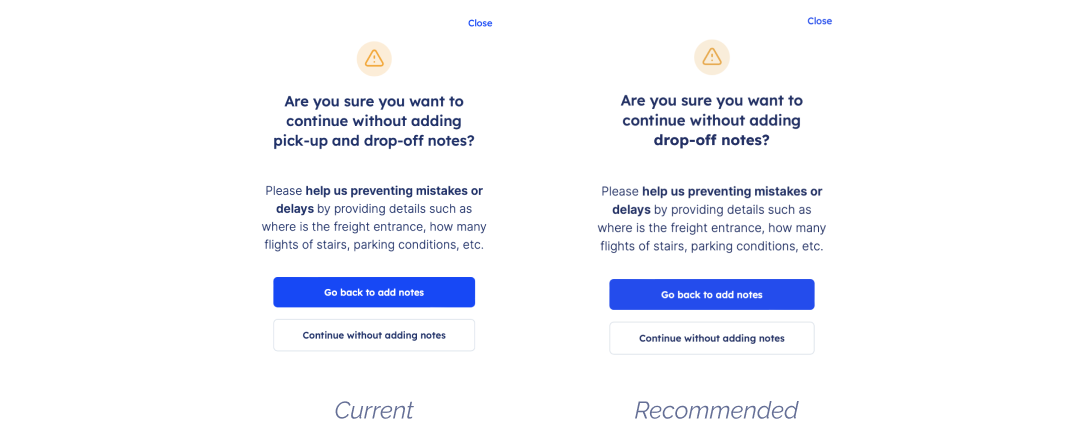 Close
Are you sure you want to
continue without adding
pick-up and drop-off notes?
Please help us preventing mistakes or
delays by providing details such as
where is the freight entrance, how many
flights of stairs, parking conditions, etc.
Go back to add notes
Continue without adding notes
Current
Close
Are you sure you want to
continue without adding
drop-off notes?
Please help us preventing mistakes or
delays by providing details such as
where is the freight entrance, how many
flights of stairs, parking conditions, etc.
Go back to add notes
Continue without adding notes
Recommended